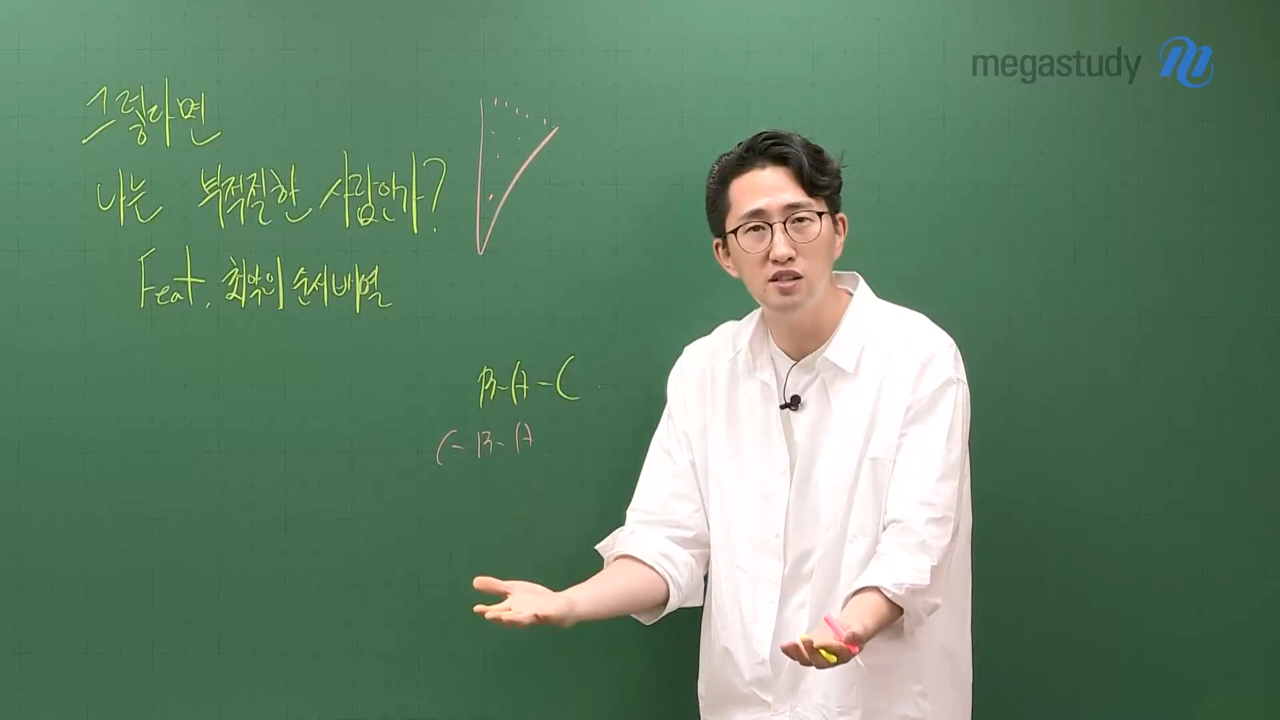 그렇다면
나는 부적절한 사람인가?
Feat. 최악의 순서배열
B-A-C
C-B-A
megastudy